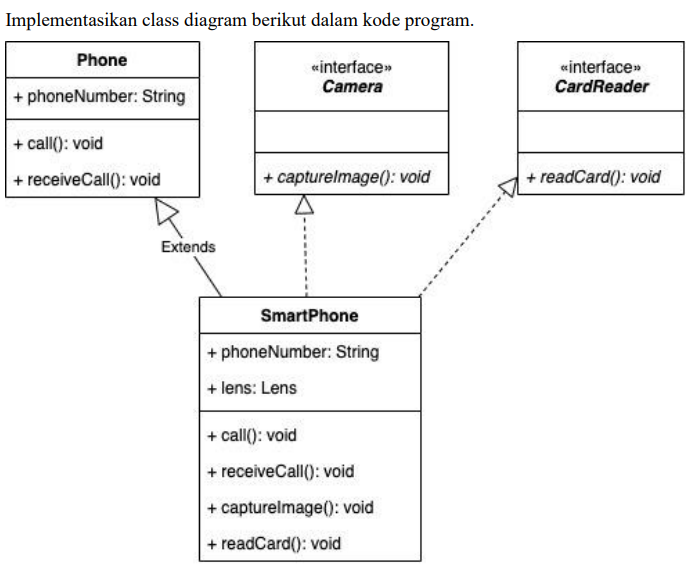 Implementasikan class diagram berikut dalam kode program.
Phone
+ phoneNumber: String
+ call(): void
+ receiveCall(): void
«interface»
Camera
+ captureImage(): void
«interface»
CardReader
+ readCard(): void
Extends
SmartPhone
+ phoneNumber: String
+ lens: Lens
+ call(): void
+ receiveCall(): void
+ captureImage(): void
+ readCard(): void